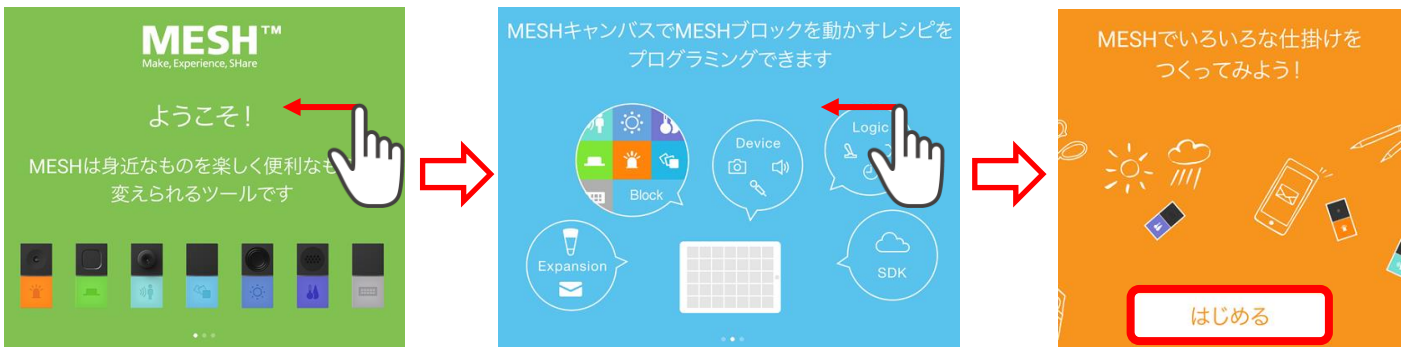 MESH™
Make, Experience, SHare
ようこそ！
MESHは身近なものを楽しく便利なも
変えられるツールです
MESHキャンバスでMESHブロックを動かすレシピを
プログラミングできます
Block
Device
Logic
Expansion
SDK
MESHでいろいろな仕掛けを
つくってみよう！
はじめる